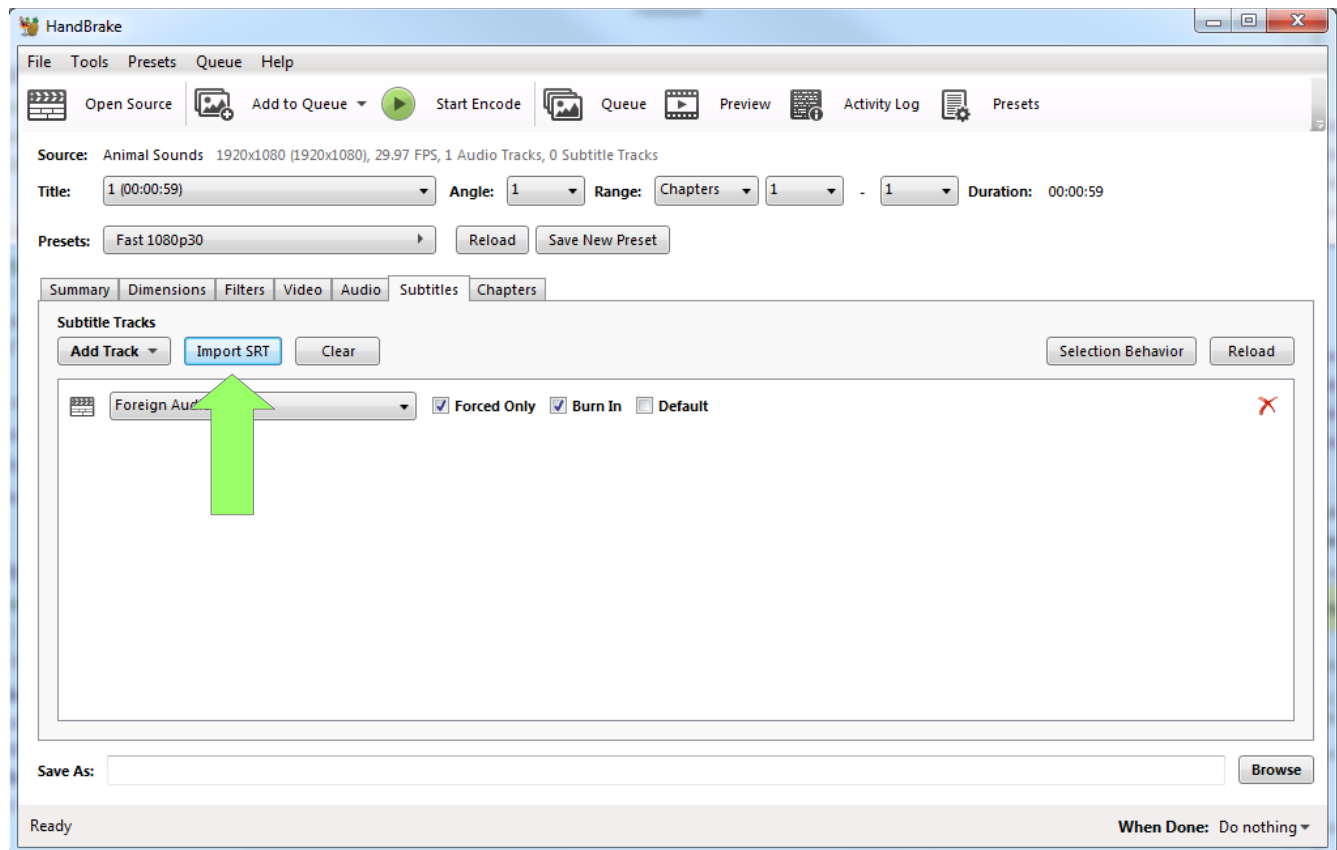 HandBrake
File Tools Presets Queue Help
Open Source Add to Queue Start Encode Queue Preview Activity Log Presets
Source: Animal Sounds 1920x1080 (1920x1080), 29.97 FPS, 1 Audio Tracks, 0 Subtitle Tracks
Title: 1 (00:00:59) Angle: 1 Range: Chapters 1 - 1 Duration: 00:00:59
Presets: Fast 1080p30 Reload Save New Preset
Summary Dimensions Filters Video Audio Subtitles Chapters
Subtitle Tracks
Add Track Import SRT Clear Selection Behavior Reload
Foreign Forced Only Burn In Default
Save As: Browse
Ready When Done: Do nothing